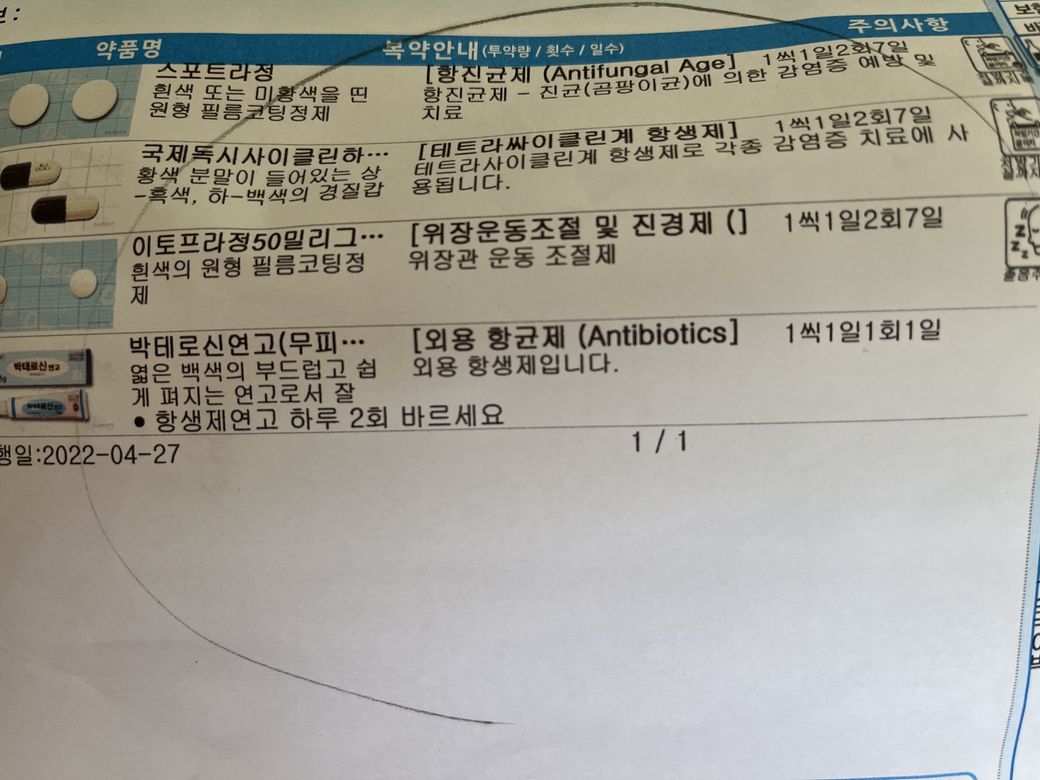 보:
약품명 복약안내(투약량 / 횟수 / 일수) 주의사항
스포트라정 [항진균제 (Antifungal Age] 1씩1일2회7일
흰색 또는 미황색을 띤 항진균제 - 진균(곰팡이균)에 의한 감염증 예방 및
원형 필름코팅정제 치료
국제독시사이클린하… [테트라싸이클린계 항생제] 1씩1일2회7일
황색 분말이 들어있는 상 테트라사이클린계 항생제로 각종 감염증 치료에 사
-흑색, 하-백색의 경질캅 용됩니다.
이토프라정50밀리그… [위장운동조절 및 진경제 (] 1씩1일2회7일
흰색의 원형 필름코팅정 위장관 운동 조절제
제
박테로신연고(무피… [외용 항균제 (Antibiotics] 1씩1일1회1일
엷은 백색의 부드럽고 쉽 외용 항생제입니다.
게 펴지는 연고로서 잘
• 항생제연고 하루 2회 바르세요
행일:2022-04-27 1 / 1
박테로신연고